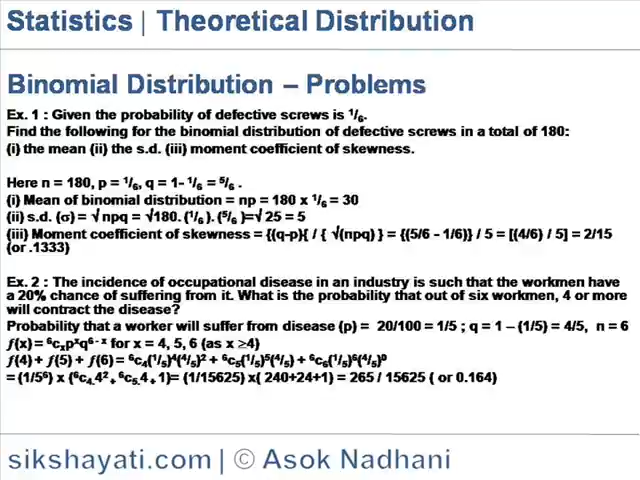 Statistics | Theoretical Distribution
Binomial Distribution – Problems
Ex. 1 : Given the probability of defective screws is ¹/₆.
Find the following for the binomial distribution of defective screws in a total of 180:
(i) the mean (ii) the s.d. (iii) moment coefficient of skewness.
Here n = 180, p = ¹/₆, q = 1- ¹/₆ = ⁵/₆ .
(i) Mean of binomial distribution = np = 180 x ¹/₆ = 30
(ii) s.d. (σ) = √ npq = √180. (¹/₆ ). (⁵/₆ )=√ 25 = 5
(iii) Moment coefficient of skewness = {(q-p}{ / { √(npq) } = {(5/6 - 1/6)} / 5 = [(4/6) / 5] = 2/15
(or .1333)
Ex. 2 : The incidence of occupational disease in an industry is such that the workmen have
a 20% chance of suffering from it. What is the probability that out of six workmen, 4 or more
will contract the disease?
Probability that a worker will suffer from disease (p) = 20/100 = 1/5 ; q = 1 – (1/5) = 4/5, n = 6
f(x) = ⁶cₓpˣq⁶⁻ˣ for x = 4, 5, 6 (as x ≥4)
f(4) + f(5) + f(6) = ⁶c₄(¹/₅)⁴(⁴/₅)² + ⁶c₅(¹/₅)⁵(⁴/₅) + ⁶c₆(¹/₅)⁶(⁴/₅)⁰
= (1/5⁶) x (⁶c₄.4² + ⁶c₅.4 + 1)= (1/15625) x( 240+24+1) = 265 / 15625 ( or 0.164)
sikshayati.com | © Asok Nadhani